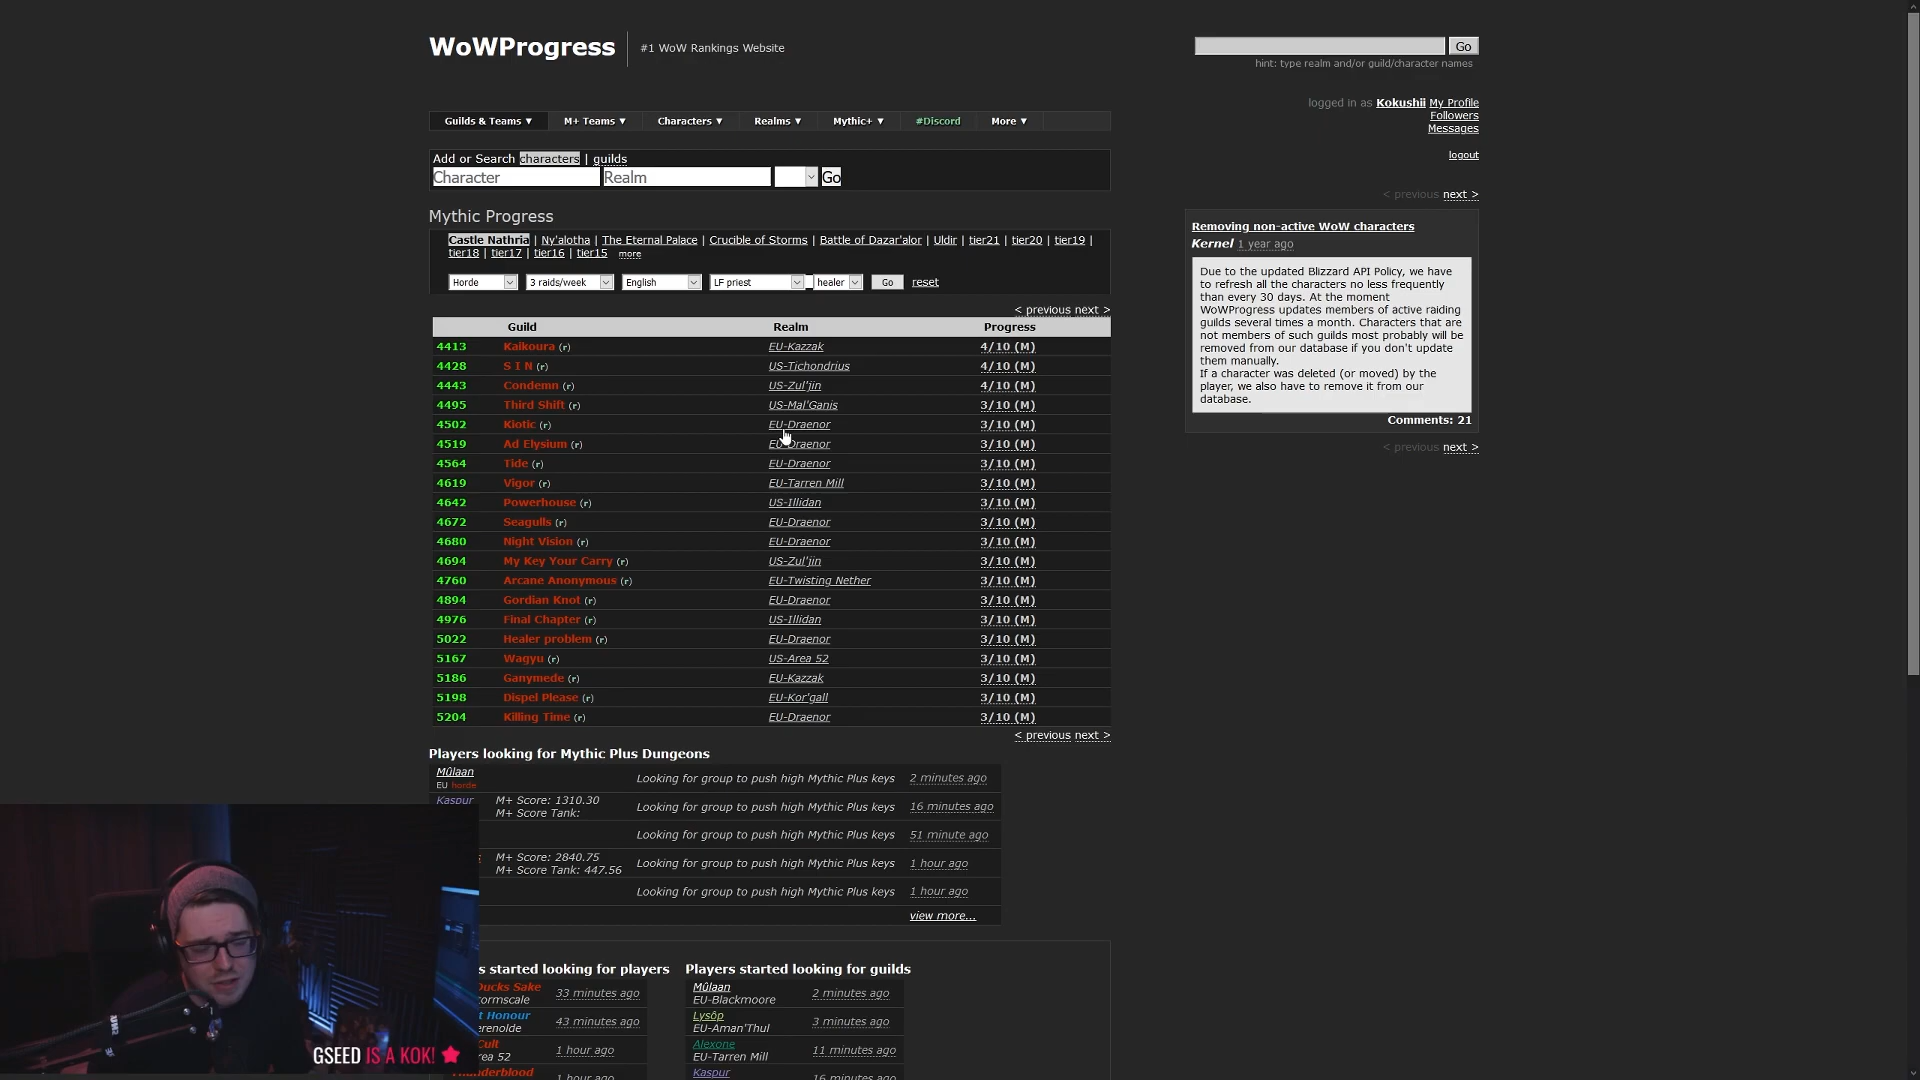 WoWProgress
#1 WoW Rankings Website
Go
hint: type realm and/or guild/character names
logged in as Kokushii My Profile
Followers
Messages
logout
Guilds & Teams ▼ M+ Teams ▼ Characters ▼ Realms ▼ Mythic+ ▼ #Discord More ▼
Add or Search characters | guilds
Character Realm Go
Mythic Progress
Castle Nathria | Ny'alotha | The Eternal Palace | Crucible of Storms | Battle of Dazar'alor | Uldir | tier21 | tier20 | tier19 |
tier18 | tier17 | tier16 | tier15 more
Horde 3 raids/week English LF priest healer Go reset
< previous next >
Guild Realm Progress
4413 Kaikoura (r) EU-Kazzak 4/10 (M)
4428 S I N (r) US-Tichondrius 4/10 (M)
4443 Condemn (r) US-Zul'jin 4/10 (M)
4495 Third Shift (r) US-Mal'Ganis 3/10 (M)
4502 Kiotic (r) EU-Draenor 3/10 (M)
4519 Ad Elysium (r) EU-Draenor 3/10 (M)
4564 Tide (r) EU-Draenor 3/10 (M)
4619 Vigor (r) EU-Tarren Mill 3/10 (M)
4642 Powerhouse (r) US-Illidan 3/10 (M)
4672 Seagulls (r) EU-Draenor 3/10 (M)
4680 Night Vision (r) EU-Draenor 3/10 (M)
4694 My Key Your Carry (r) US-Zul'jin 3/10 (M)
4760 Arcane Anonymous (r) EU-Twisting Nether 3/10 (M)
4894 Gordian Knot (r) EU-Draenor 3/10 (M)
4976 Final Chapter (r) US-Illidan 3/10 (M)
5022 Healer problem (r) EU-Draenor 3/10 (M)
5167 Wagyu (r) US-Area 52 3/10 (M)
5186 Ganymede (r) EU-Kazzak 3/10 (M)
5198 Dispel Please (r) EU-Kor'gall 3/10 (M)
5204 Killing Time (r) EU-Draenor 3/10 (M)
< previous next >
< previous next >
Removing non-active WoW characters
Kernel 1 year ago
Due to the updated Blizzard API Policy, we have
to refresh all the characters no less frequently
than every 30 days. At the moment
WoWProgress updates members of active raiding
guilds several times a month. Characters that are
not members of such guilds most probably will be
removed from our database if you don't update
them manually.
If a character was deleted (or moved) by the
player, we also have to remove it from our
database.
Comments: 21
< previous next >
Players looking for Mythic Plus Dungeons
Mûlaan
EU horde
Looking for group to push high Mythic Plus keys 2 minutes ago
Kaspur M+ Score: 1310.30
M+ Score Tank:
Looking for group to push high Mythic Plus keys 16 minutes ago
Looking for group to push high Mythic Plus keys 51 minute ago
M+ Score: 2840.75
M+ Score Tank: 447.56
Looking for group to push high Mythic Plus keys 1 hour ago
Looking for group to push high Mythic Plus keys 1 hour ago
view more...
s started looking for players
Ducks Sake
ormscale
33 minutes ago
t Honour
erenolde
43 minutes ago
Cult
rea 52
1 hour ago
hunderblood
1 hour ago
Players started looking for guilds
Mûlaan
EU-Blackmoore
2 minutes ago
Lysôp
EU-Aman'Thul
3 minutes ago
Alexone
EU-Tarren Mill
11 minutes ago
Kaspur
16 minutes ago
GSEED IS A KOK!